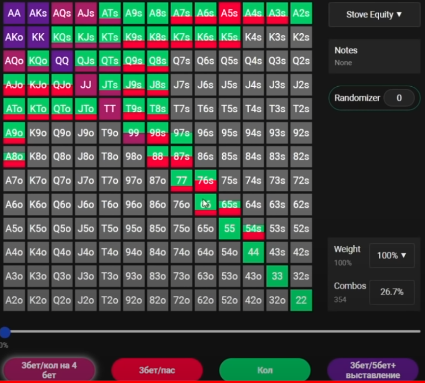 AA AKs AQs AJs ATs A9s A8s A7s A6s A5s A4s A3s A2s
AKo KK KQs KJs KTs K9s K8s K7s K6s K5s K4s K3s K2s
AQo KQo QQ QJs QTs Q9s Q8s Q7s Q6s Q5s Q4s Q3s Q2s
AJo KJo QJo JJ JTs J9s J8s J7s J6s J5s J4s J3s J2s
ATo KTo QTo JTo TT T9s T8s T7s T6s T5s T4s T3s T2s
A9o K9o Q9o J9o T9o 99 98s 97s 96s 95s 94s 93s 92s
A8o K8o Q8o J8o T8o 98o 88 87s 86s 85s 84s 83s 82s
A7o K7o Q7o J7o T7o 97o 87o 77 76s 75s 74s 73s 72s
A6o K6o Q6o J6o T6o 96o 86o 76o 65s 64s 63s 62s
A5o K5o Q5o J5o T5o 95o 85o 75o 65o 55 54s 53s 52s
A4o K4o Q4o J4o T4o 94o 84o 74o 64o 54o 44 43s 42s
A3o K3o Q3o J3o T3o 93o 83o 73o 63o 53o 43o 33 32s
A2o K2o Q2o J2o T2o 92o 82o 72o 62o 52o 42o 32o 22
Stove Equity ▼
Notes
None
Randomizer 0
Weight
100%
100% ▼
Combos
354
26.7%
0%
3бет/кол на 4
бет
3бет/пас
Кол
3бет/5бет+
выставление